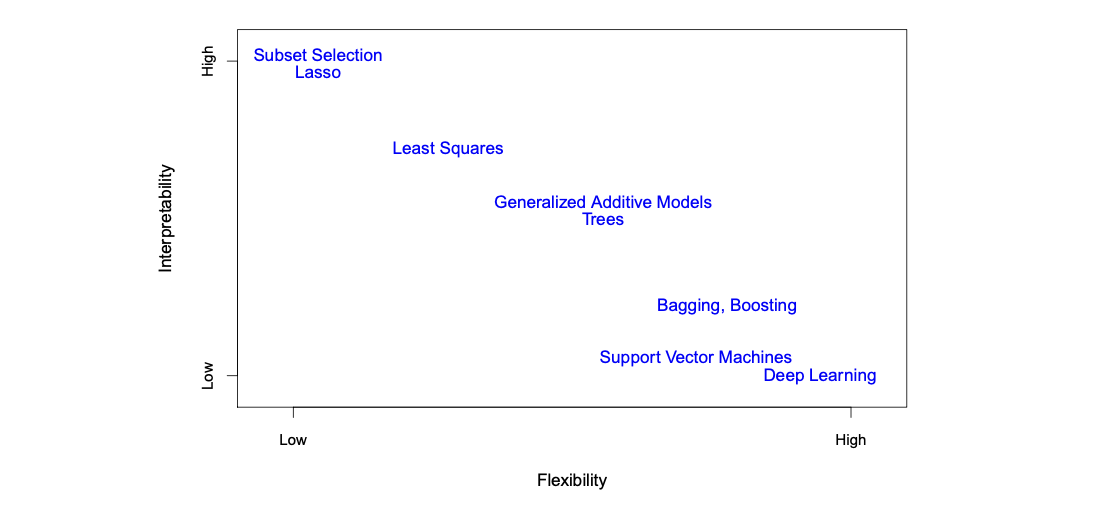 High
Subset Selection
Lasso
Least Squares
Interpretability
Generalized Additive Models
Trees
Bagging, Boosting
Support Vector Machines
Low
Deep Learning
Low
High
Flexibility